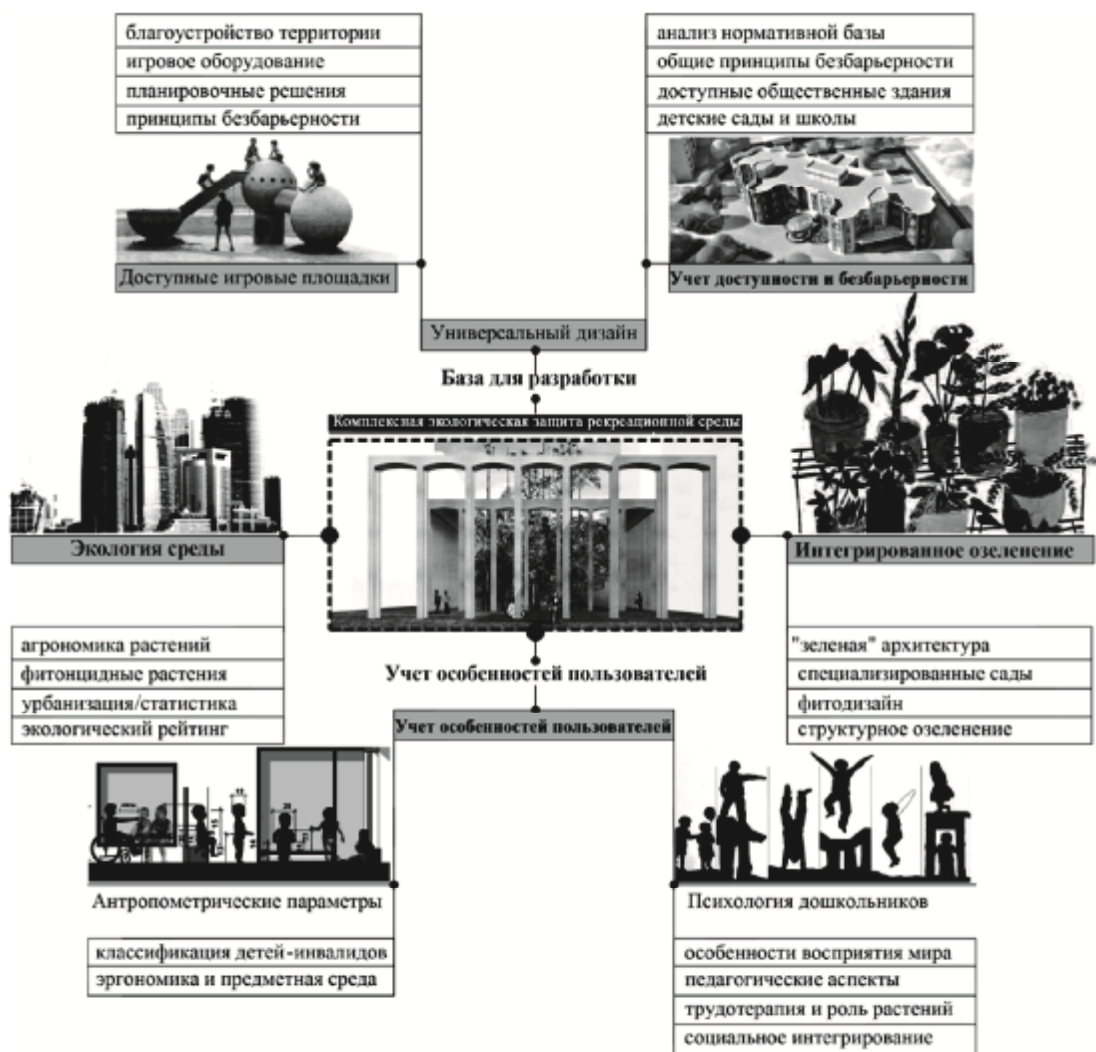 благоустройство территории
игровое оборудование
планировочные решения
принципы безбарьерности
Доступные игровые площадки
анализ нормативной базы
общие принципы безбарьерности
доступные общественные здания
детские сады и школы
Учет доступности и безбарьерности
Универсальный дизайн
База для разработки
Комплексная экологическая защита рекреационной среды
Экология среды
агрономика растений
фитонцидные растения
урбанизация/статистика
экологический рейтинг
Интегрированное озеленение
"зеленая" архитектура
специализированные сады
фитодизайн
структурное озеленение
Учет особенностей пользователей
Учет особенностей пользователей
Антропометрические параметры
классификация детей-инвалидов
эргономика и предметная среда
Психология дошкольников
особенности восприятия мира
педагогические аспекты
трудотерапия и роль растений
социальное интегрирование